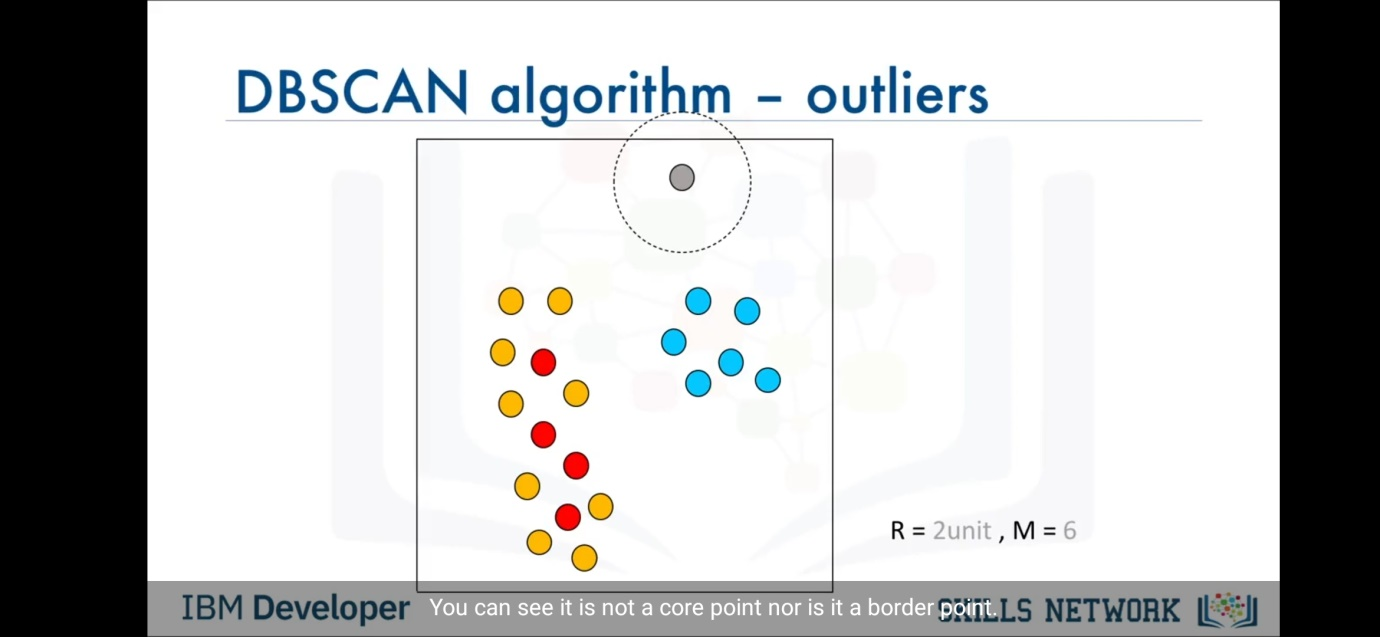 DBSCAN algorithm – outliers
R = 2unit , M = 6
IBM Developer
You can see it is not a core point nor is it a border point.
SKILLS NETWORK